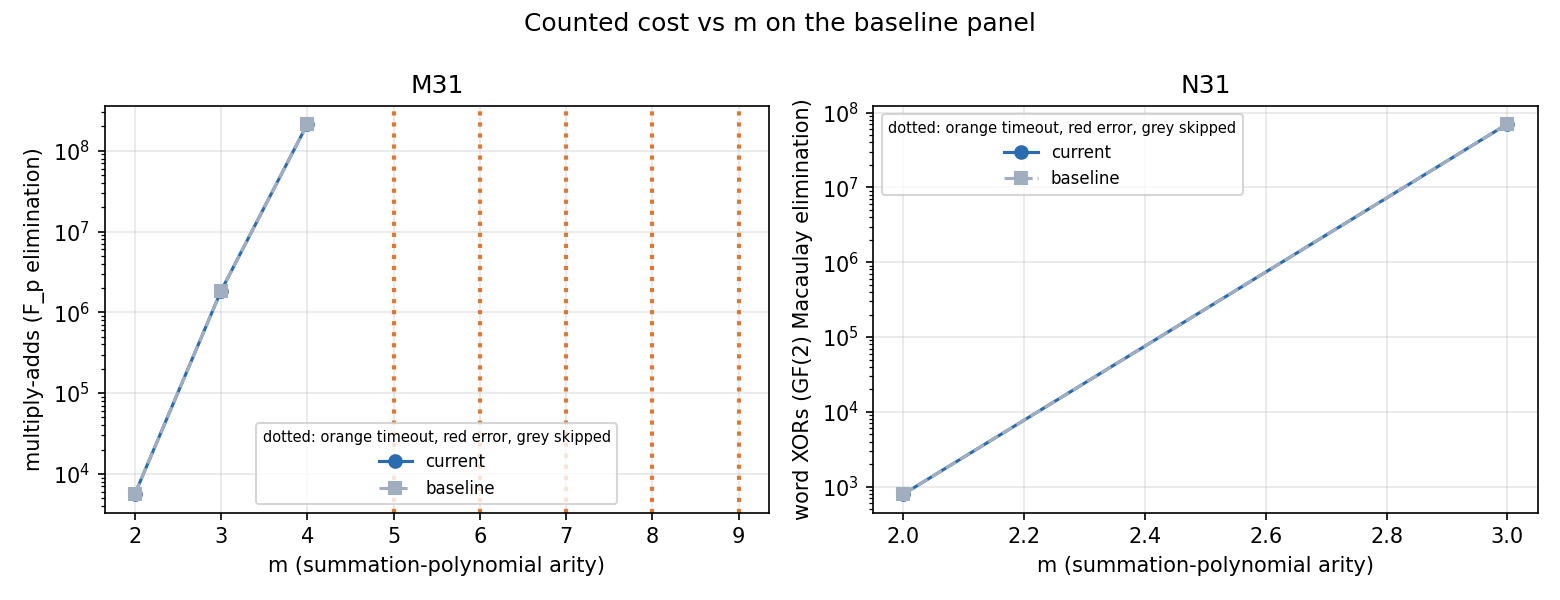 Counted cost vs m on the baseline panel
M31
multiply-adds (F_p elimination)
10^8
10^7
10^6
10^5
10^4
dotted: orange timeout, red error, grey skipped
current
baseline
2 3 4 5 6 7 8 9
m (summation-polynomial arity)
N31
word XORs (GF(2) Macaulay elimination)
10^8
10^7
10^6
10^5
10^4
10^3
dotted: orange timeout, red error, grey skipped
current
baseline
2.0 2.2 2.4 2.6 2.8 3.0
m (summation-polynomial arity)